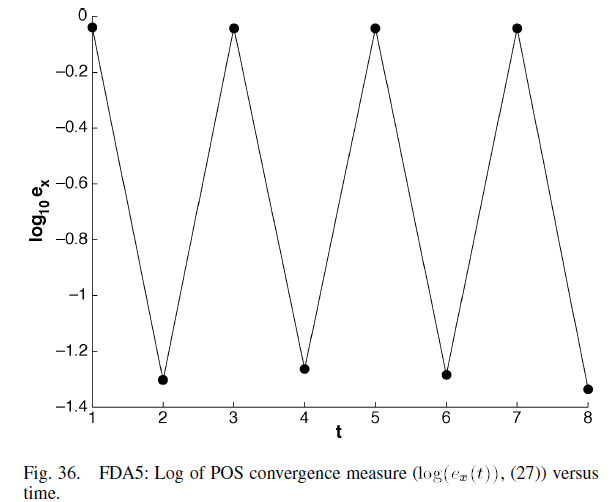 0
−0.2
−0.4
−0.6
−0.8
−1
−1.2
−1.4
log10 ex
1 2 3 4 5 6 7 8
t
Fig. 36. FDA5: Log of POS convergence measure (log(ex(t)), (27)) versus
time.